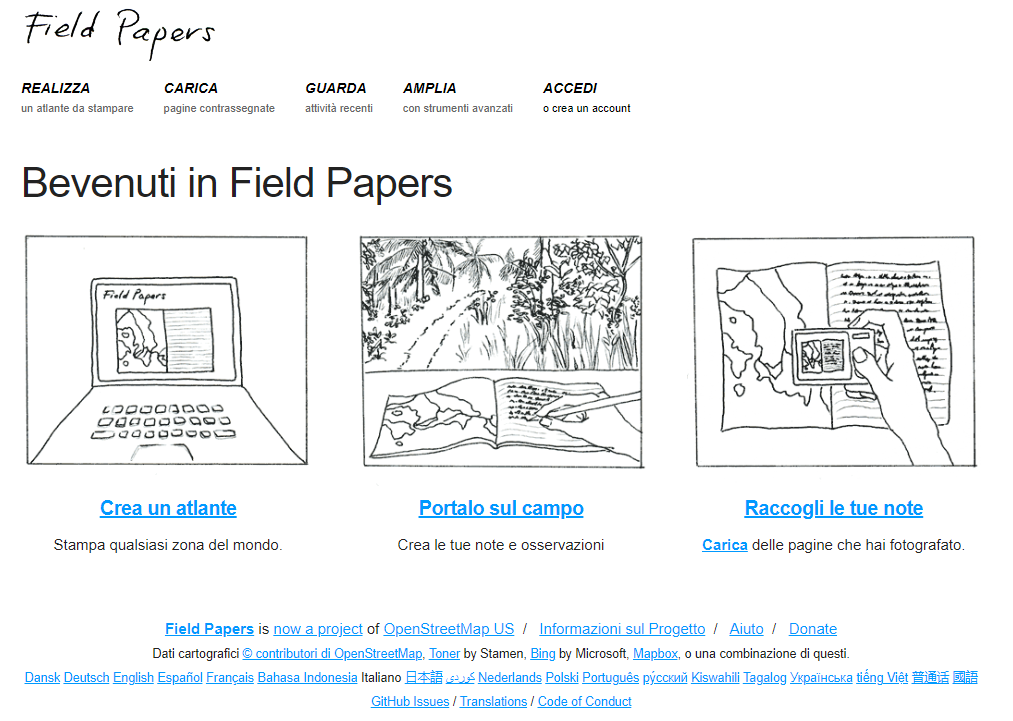 Field Papers
REALIZZA CARICA GUARDA AMPLIA ACCEDI
un atlante da stampare pagine contrassegnate attività recenti con strumenti avanzati o crea un account
Bevenuti in Field Papers
Field Papers
Crea un atlante Portalo sul campo Raccogli le tue note
Stampa qualsiasi zona del mondo. Crea le tue note e osservazioni Carica delle pagine che hai fotografato.
Field Papers is now a project of OpenStreetMap US / Informazioni sul Progetto / Aiuto / Donate
Dati cartografici © contributori di OpenStreetMap, Toner by Stamen, Bing by Microsoft, Mapbox, o una combinazione di questi.
Dansk Deutsch English Español Français Bahasa Indonesia Italiano 日本語 كوردی Nederlands Polski Português ру́сский Kiswahili Tagalog Українська tiếng Việt 普通话 國語
GitHub Issues / Translations / Code of Conduct